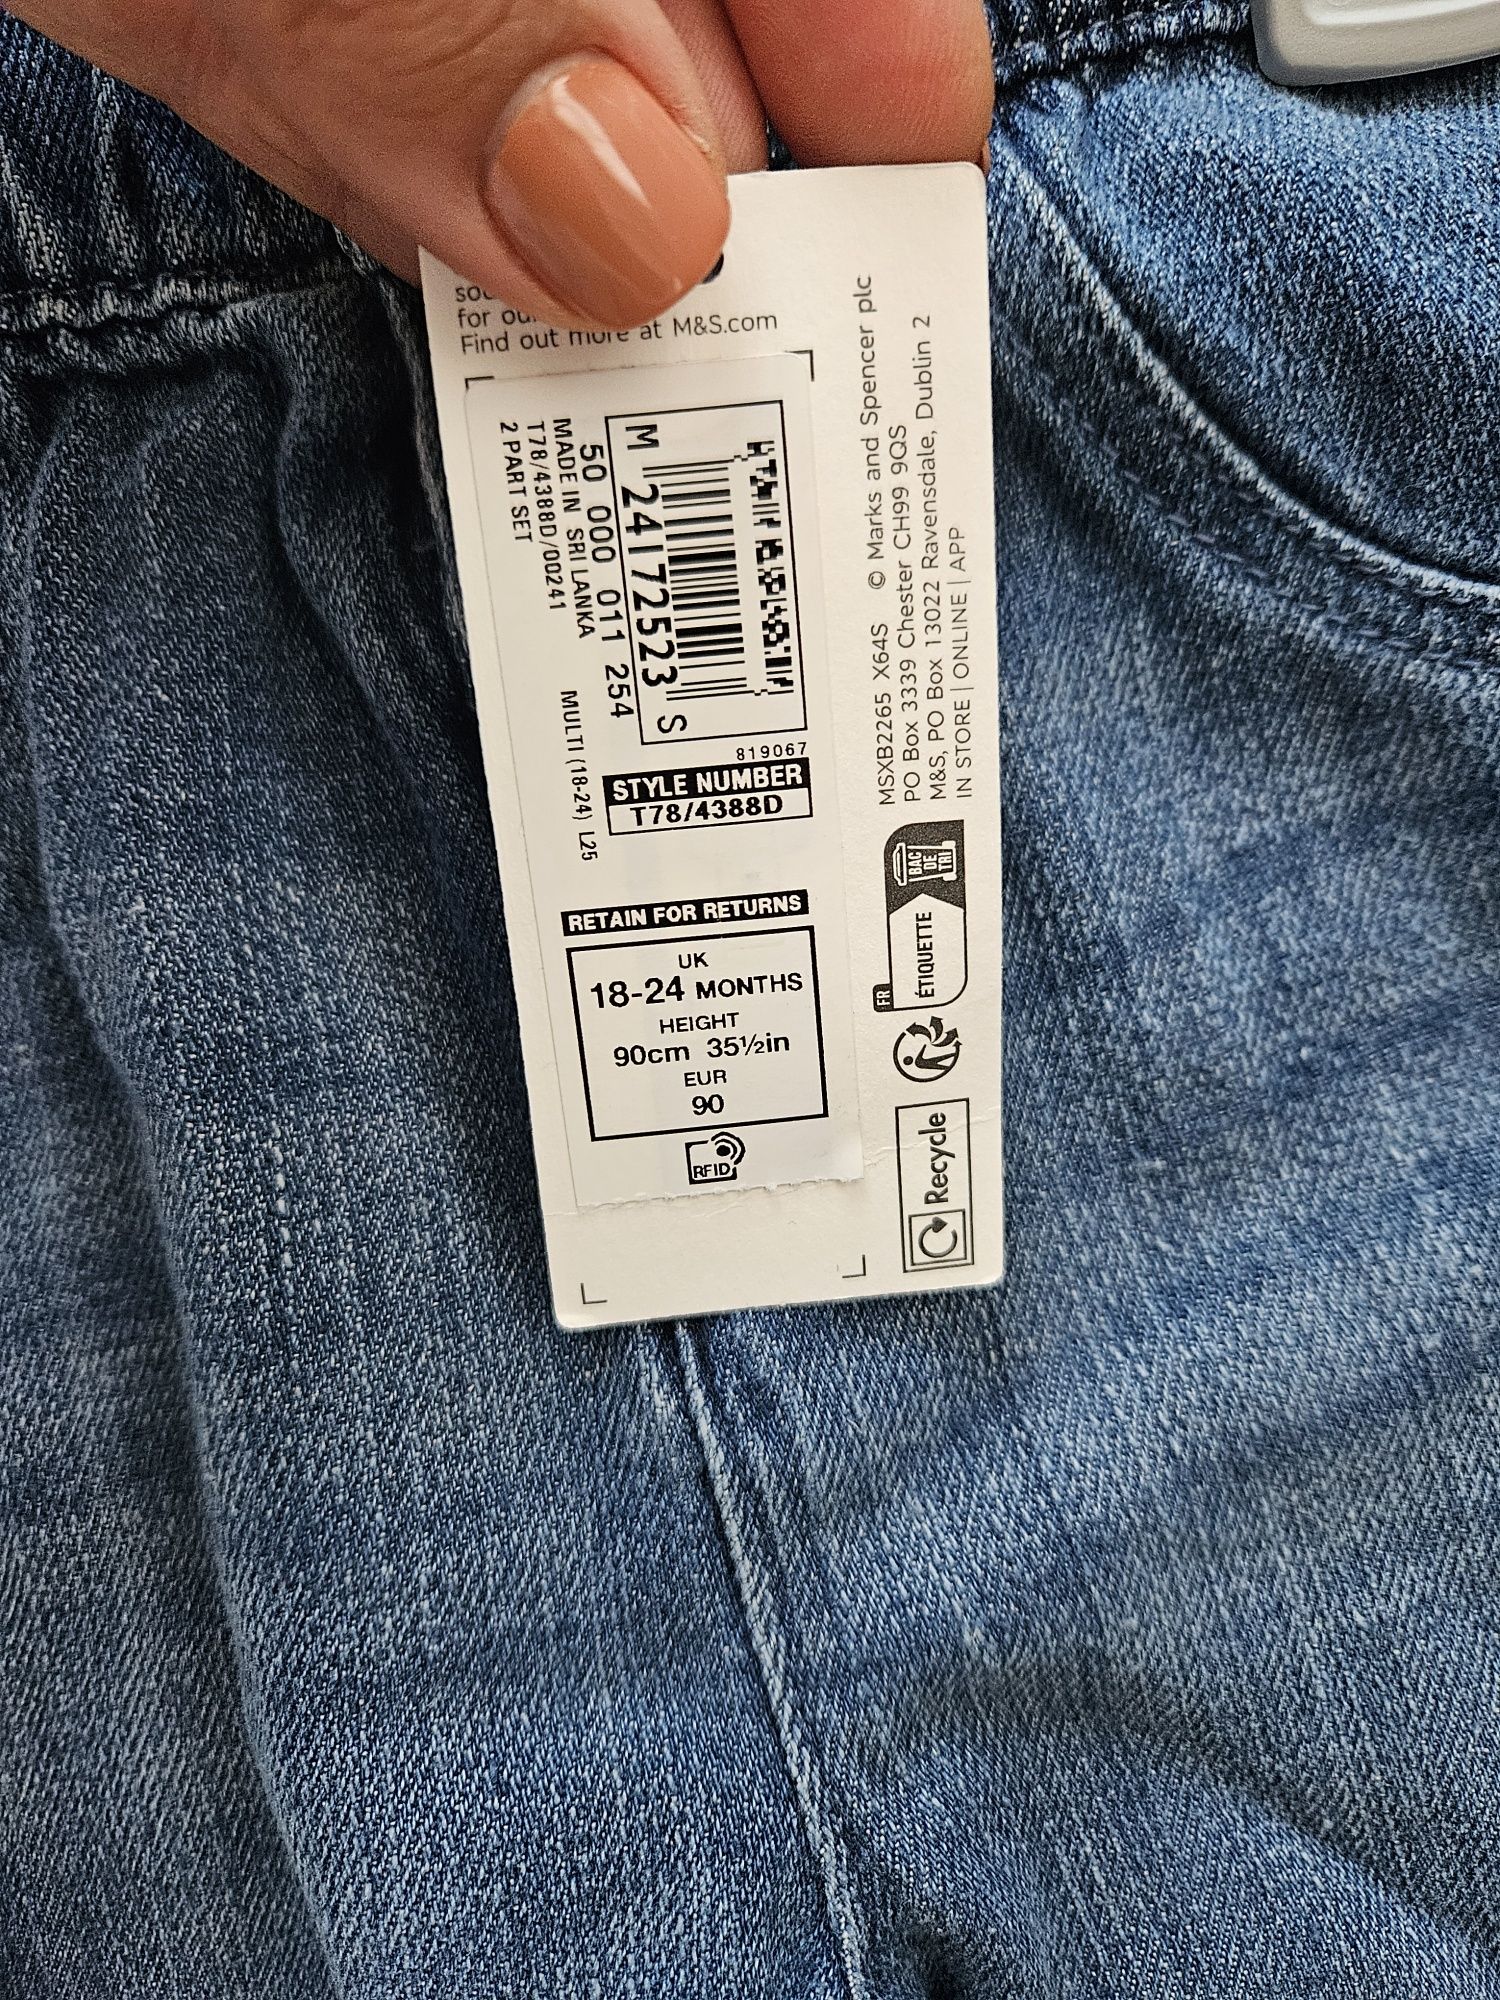 for
Find out more at M&S.com
M 24172523 S
50 000 011 254
MADE IN SRI LANKA
T78/4388D/00241
2 PART SET
MULTI (18-24) L25
819067
STYLE NUMBER
T78/4388D
RETAIN FOR RETURNS
UK
18-24 MONTHS
HEIGHT
90cm 35½in
EUR
90
RFID
MSXB2265 X64S © Marks and Spencer plc
PO Box 3339 Chester CH99 9QS
M&S, PO Box 13022 Ravensdale, Dublin 2
IN STORE | ONLINE | APP
FR
ÉTIQUETTE
BAC
DE
TRI
Recycle